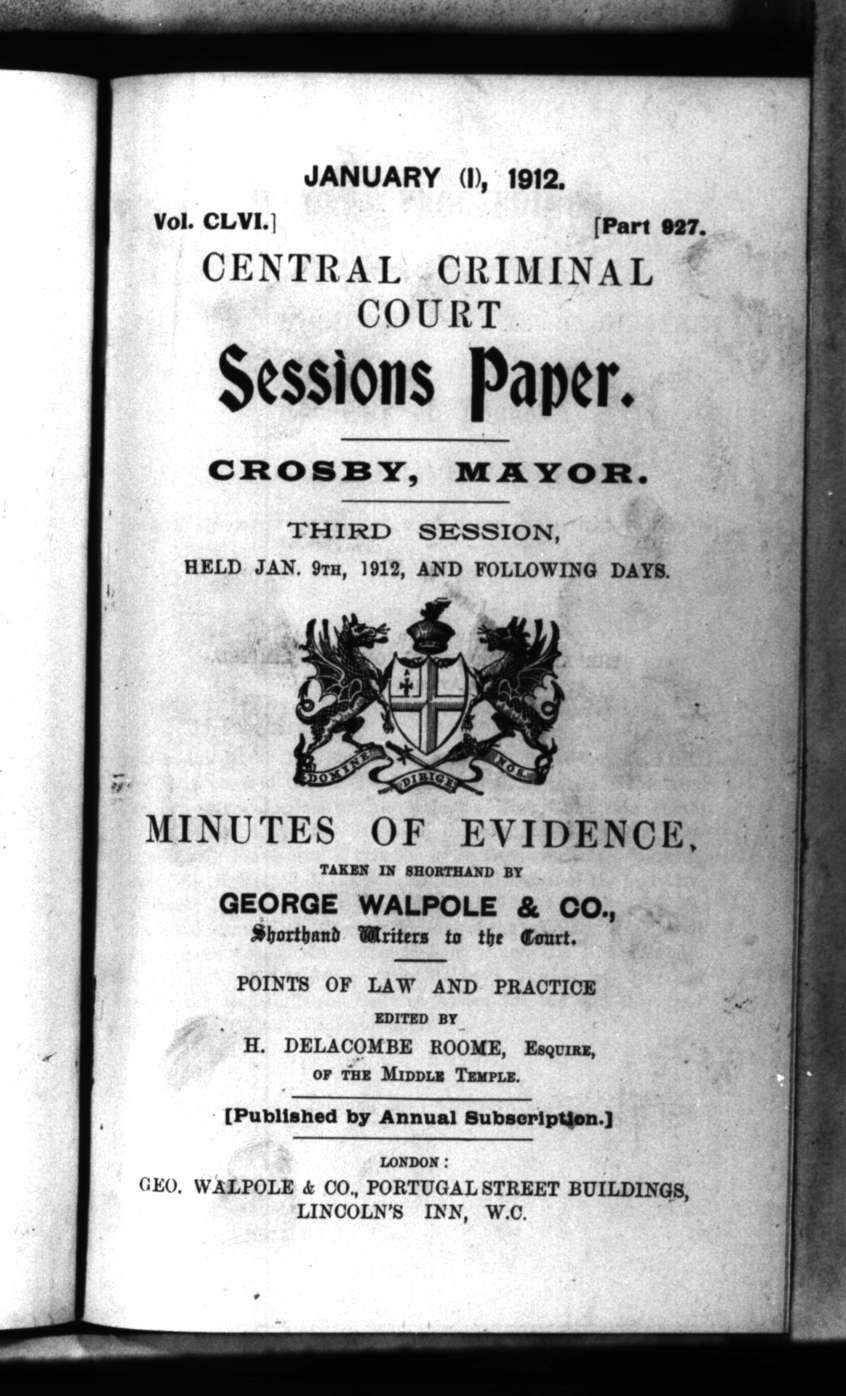 JANUARY (I), 1912.
Vol. CLVI.] [Part 927.
CENTRAL CRIMINAL
COURT
Sessions Paper.
CROSBY, MAYOR.
THIRD SESSION,
HELD JAN. 9TH, 1912, AND FOLLOWING DAYS.
DOMINE DIRIGE NOS.
MINUTES OF EVIDENCE,
TAKEN IN SHORTHAND BY
GEORGE WALPOLE & CO.,
Shorthand Writers to the Court.
POINTS OF LAW AND PRACTICE
EDITED BY
H. DELACOMBE ROOME, ESQUIRE,
OF THE MIDDLE TEMPLE.
[Published by Annual Subscription.]
LONDON:
GEO. WALPOLE & CO., PORTUGAL STREET BUILDINGS,
LINCOLN'S INN, W.C.